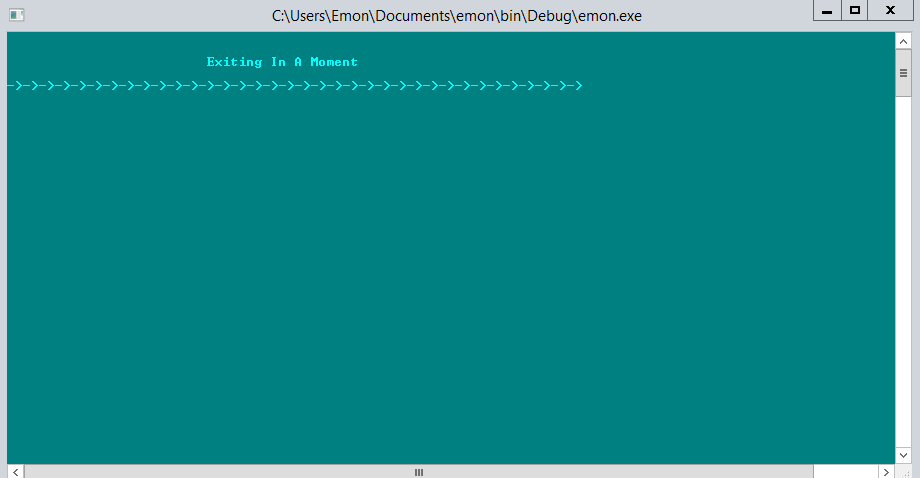 C:\Users\Emon\Documents\emon\bin\Debug\emon.exe
Exiting In A Moment
->->->->->->->->->->->->->->->->->->->->->->->->->->->->->->->->->->->->